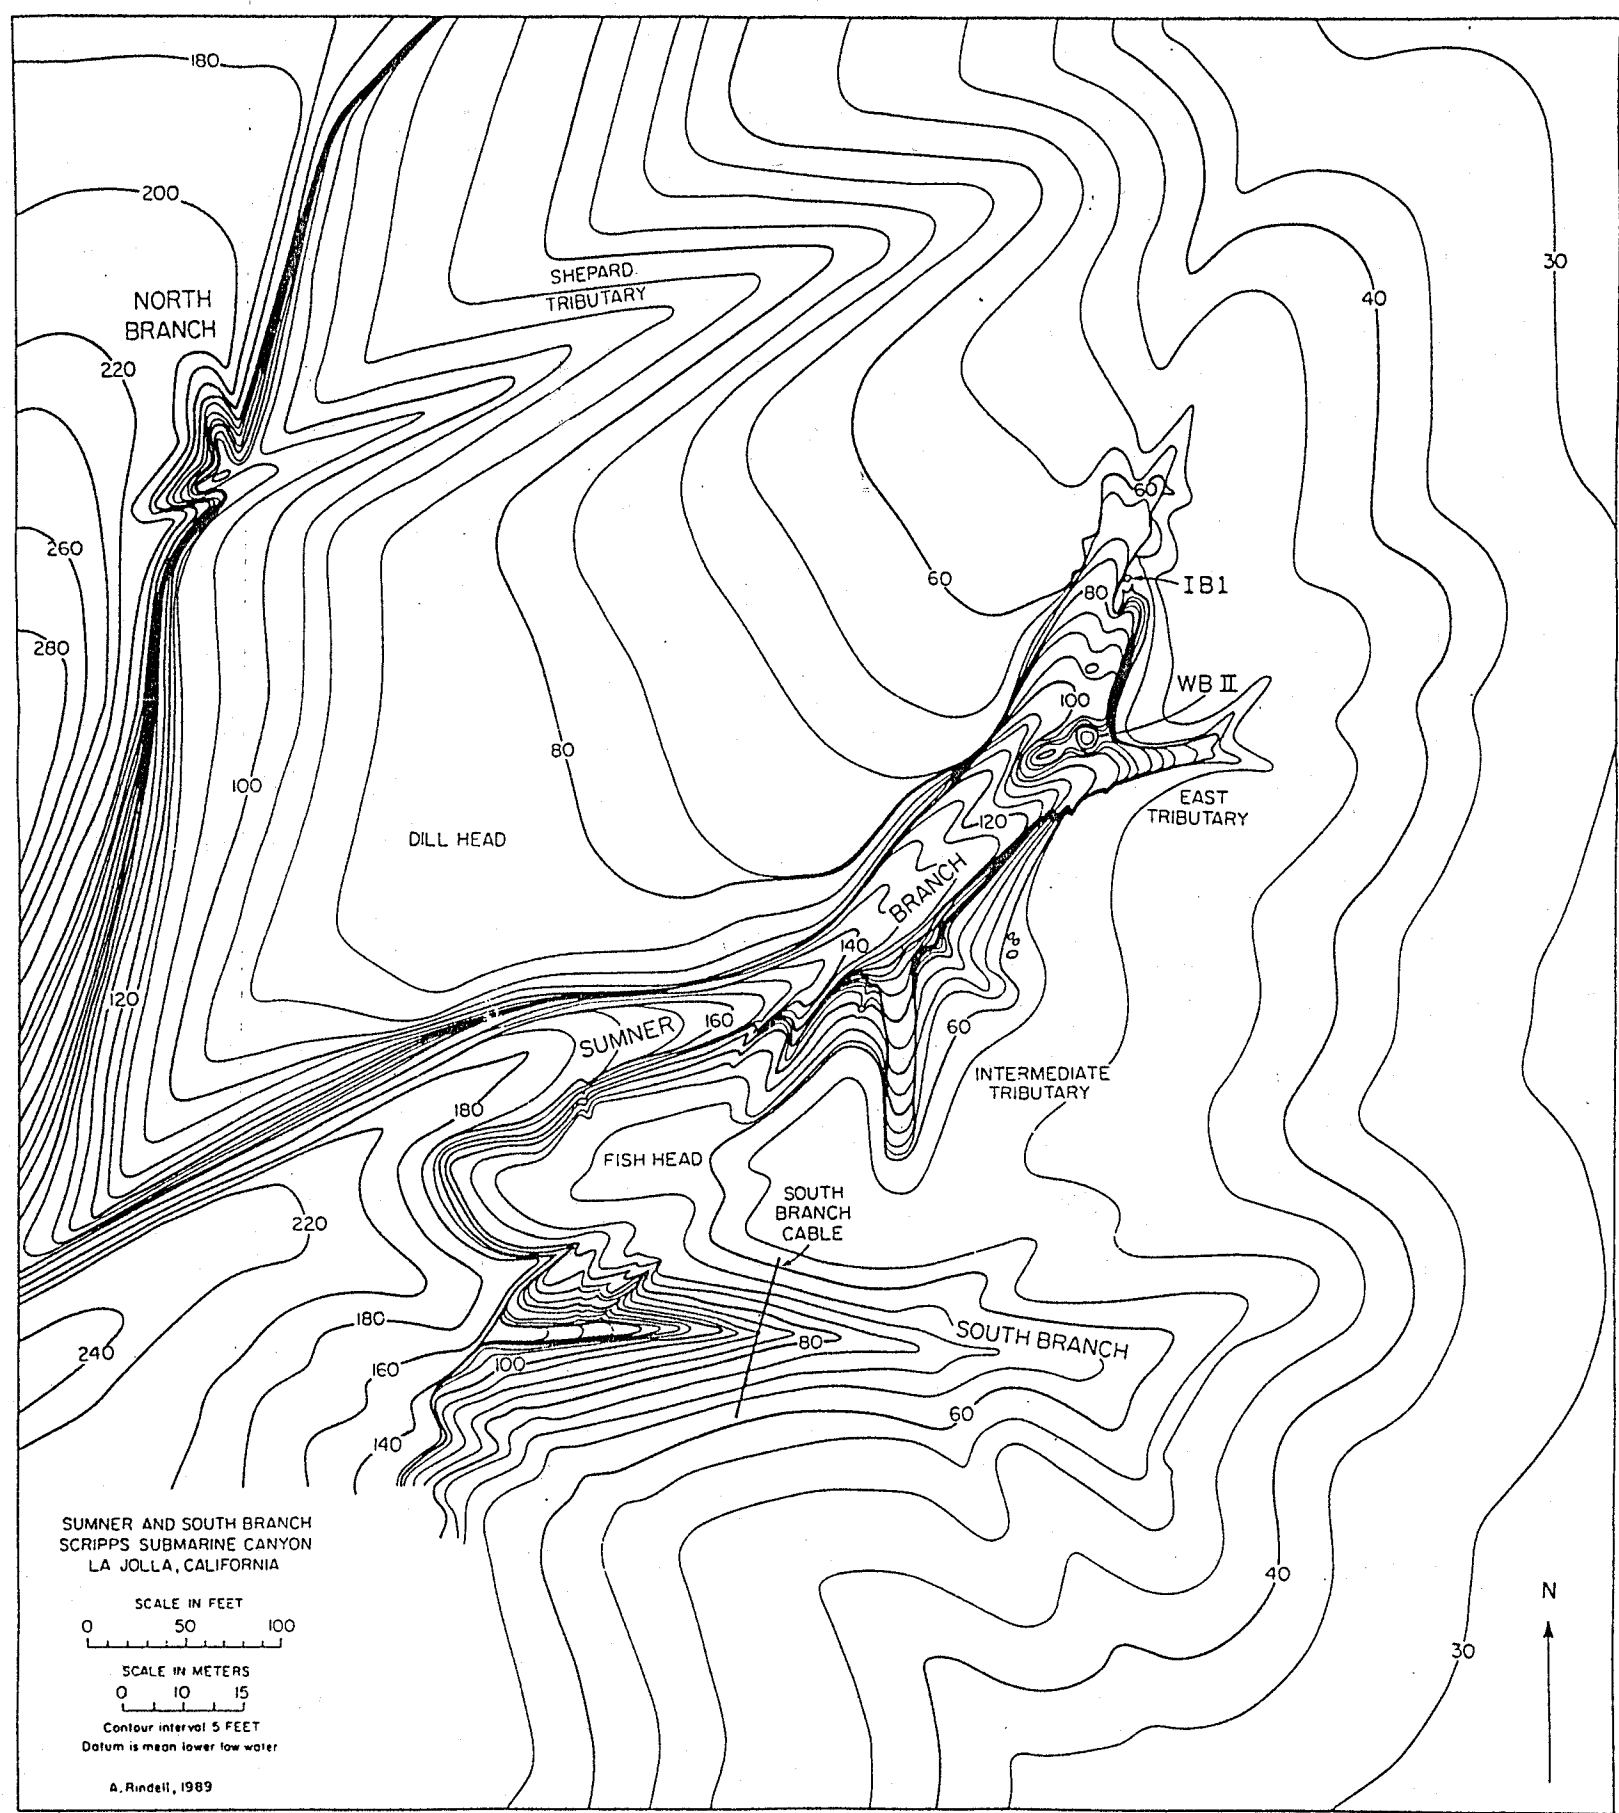 180
200
30
SHEPARD
TRIBUTARY
NORTH
BRANCH
40
220
60
260
60
IB1
80
280
WB II
100
80
100
EAST
TRIBUTARY
120
DILL HEAD
BRANCH
140
120
160
60
SUMNER
INTERMEDIATE
TRIBUTARY
180
FISH HEAD
SOUTH
BRANCH
CABLE
220
180
SOUTH BRANCH
80
240
160
100
60
140
SUMNER AND SOUTH BRANCH
SCRIPPS SUBMARINE CANYON
LA JOLLA, CALIFORNIA
40
SCALE IN FEET
0 50 100
N
SCALE IN METERS
0 10 15
30
Contour interval 5 FEET
Datum is mean lower low water
A. Rindell, 1989